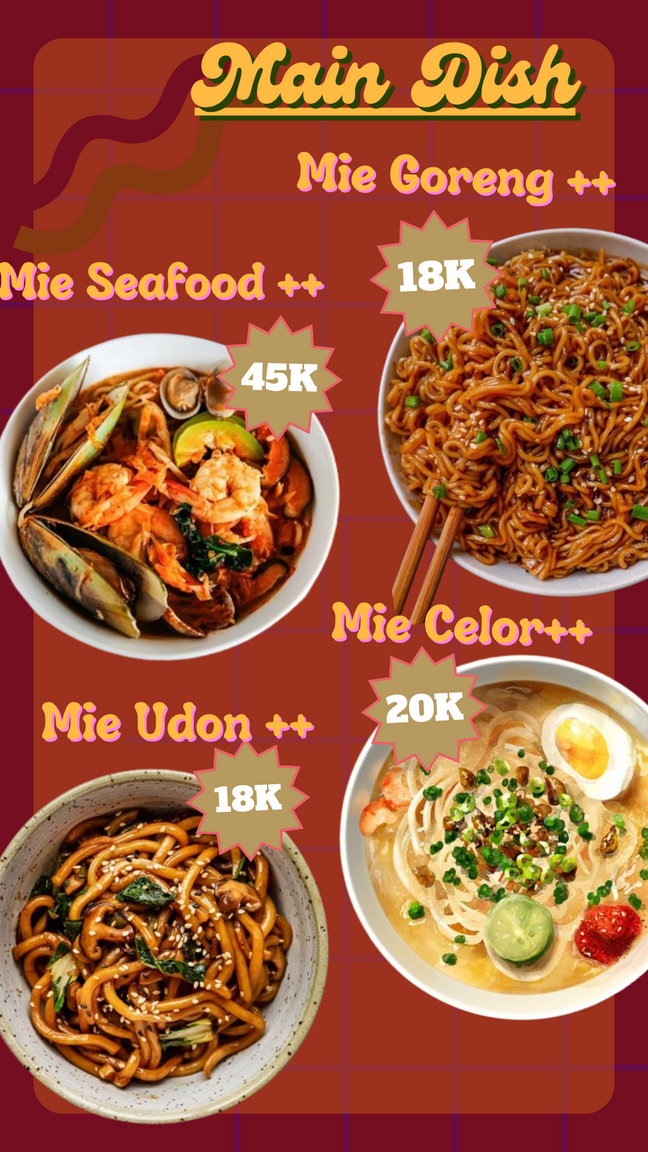 Main Dish
Mie Goreng ++
18K
Mie Seafood ++
45K
Mie Celor++
20K
Mie Udon ++
18K